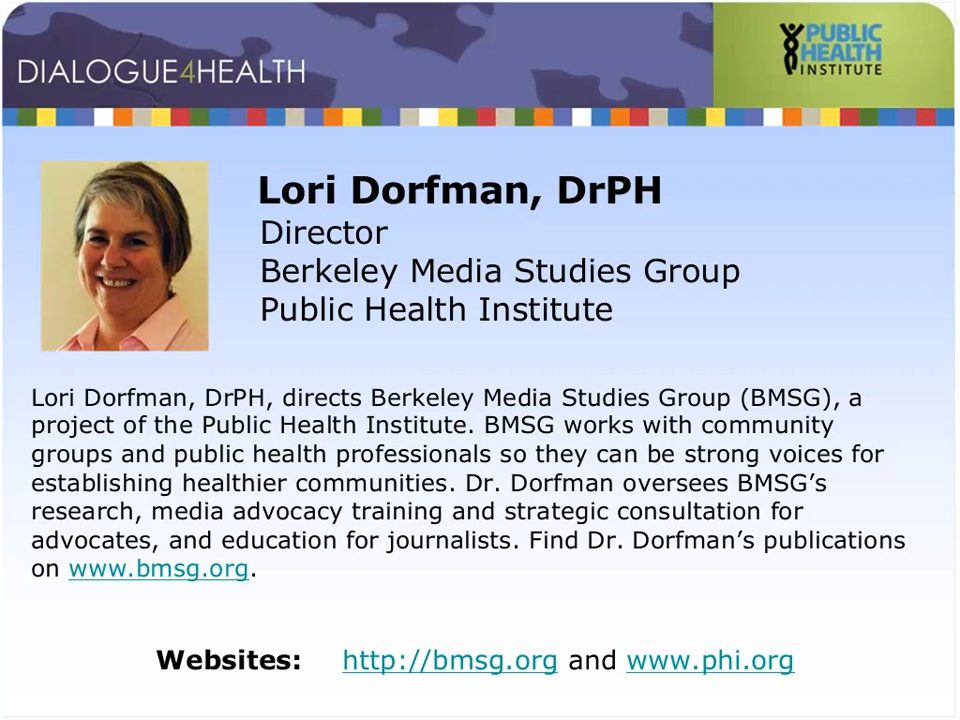 DIALOGUE4HEALTH
PUBLIC
HEALTH
INSTITUTE
Lori Dorfman, DrPH
Director
Berkeley Media Studies Group
Public Health Institute
Lori Dorfman, DrPH, directs Berkeley Media Studies Group (BMSG), a
project of the Public Health Institute. BMSG works with community
groups and public health professionals so they can be strong voices for
establishing healthier communities. Dr. Dorfman oversees BMSG’s
research, media advocacy training and strategic consultation for
advocates, and education for journalists. Find Dr. Dorfman’s publications
on www.bmsg.org.
Websites: http://bmsg.org and www.phi.org